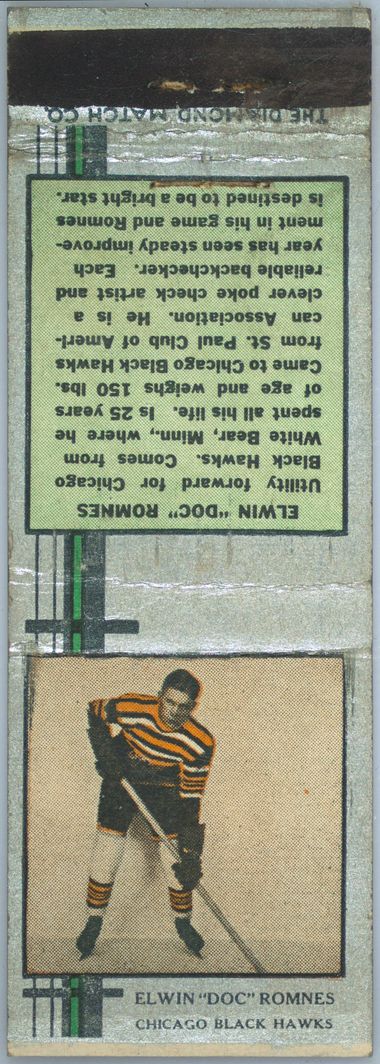 THE DIAMOND MATCH CO.
ELWIN "DOC" ROMNES
Utility forward for Chicago
Black Hawks. Comes from
White Bear, Minn., where he
spent all his life. Is 25 years
of age and weighs 150 lbs.
Came to Chicago Black Hawks
from St. Paul Club of Ameri-
can Association. He is a
clever poke check artist and
reliable backchecker. Each
year has seen steady improve-
ment in his game and Romnes
is destined to be a bright star.
ELWIN "DOC" ROMNES
CHICAGO BLACK HAWKS